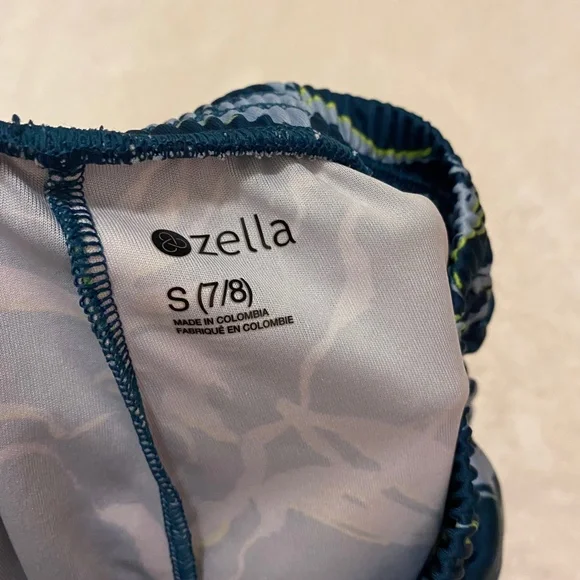 zella
S (7/8)
MADE IN COLOMBIA
FABRIQUÉ EN COLOMBIE